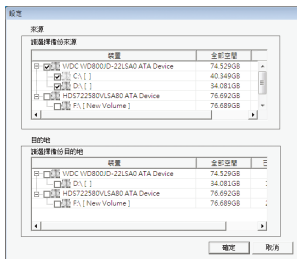 設定
來源
請選擇備份來源
裝置 全部空間
WDC WD800JD-22LSA0 ATA Device 74.529GB
C:\ [ ] 40.349GB
D:\ [ ] 34.081GB
HDS722580VLSA80 ATA Device 76.692GB
F:\ [ New Volume ] 76.689GB
目的地
請選擇備份目的地
裝置 全部空間
WDC WD800JD-22LSA0 ATA Device 74.529GB
D:\ [ ] 34.081GB
HDS722580VLSA80 ATA Device 76.692GB
F:\ [ New Volume ] 76.689GB
確定 取消